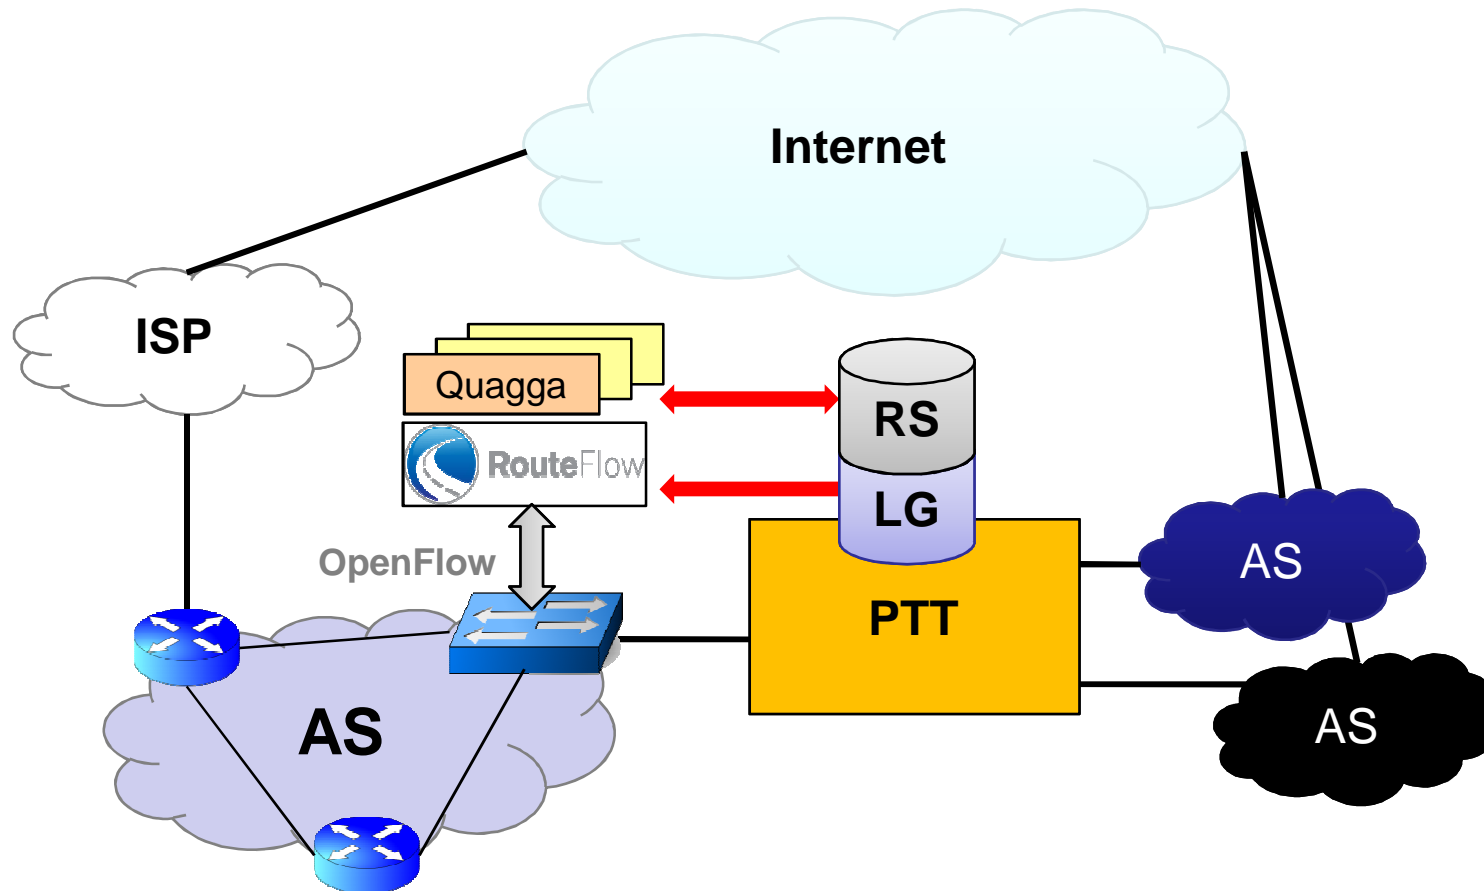 Internet
ISP
Quagga
RS
RouteFlow
LG
OpenFlow
AS
PTT
AS
AS